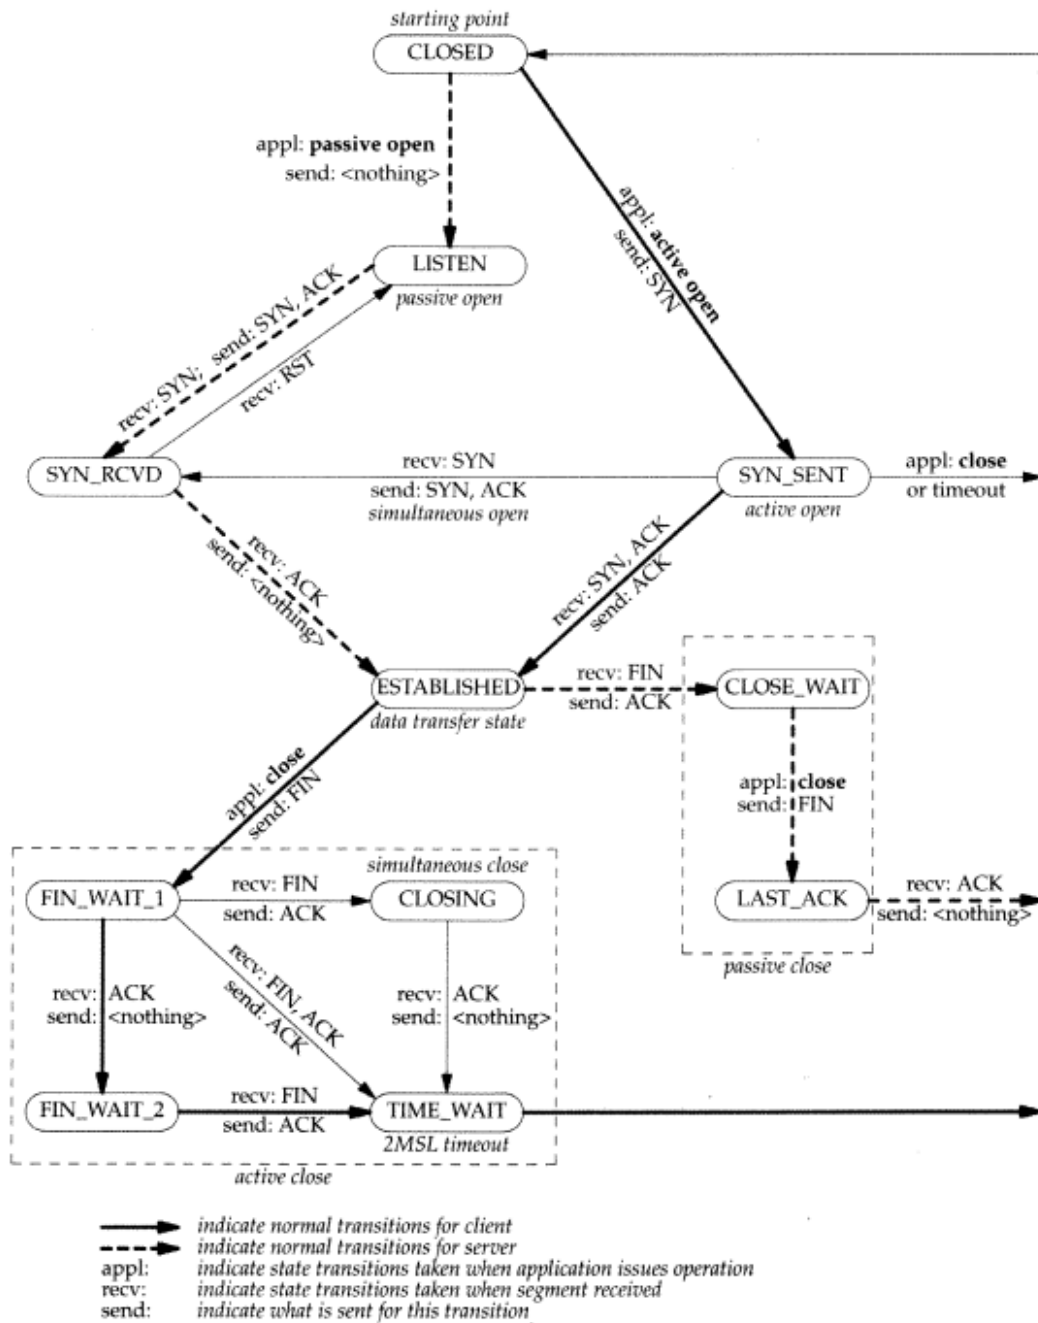 starting point
CLOSED
appl: passive open
send: <nothing>
appl: active open
send: SYN
LISTEN
passive open
recv: SYN; send: SYN, ACK
recv: RST
SYN_RCVD
recv: SYN
send: SYN, ACK
simultaneous open
SYN_SENT
active open
appl: close
or timeout
recv: ACK
send: <nothing>
recv: SYN, ACK
send: ACK
ESTABLISHED
data transfer state
recv: FIN
send: ACK
CLOSE_WAIT
appl: close
send: FIN
appl: close
send: FIN
simultaneous close
FIN_WAIT_1
recv: FIN
send: ACK
CLOSING
LAST_ACK
recv: ACK
send: <nothing>
passive close
recv: ACK
send: <nothing>
recv: FIN, ACK
send: ACK
recv: ACK
send: <nothing>
FIN_WAIT_2
recv: FIN
send: ACK
TIME_WAIT
2MSL timeout
active close
indicate normal transitions for client
indicate normal transitions for server
appl: indicate state transitions taken when application issues operation
recv: indicate state transitions taken when segment received
send: indicate what is sent for this transition